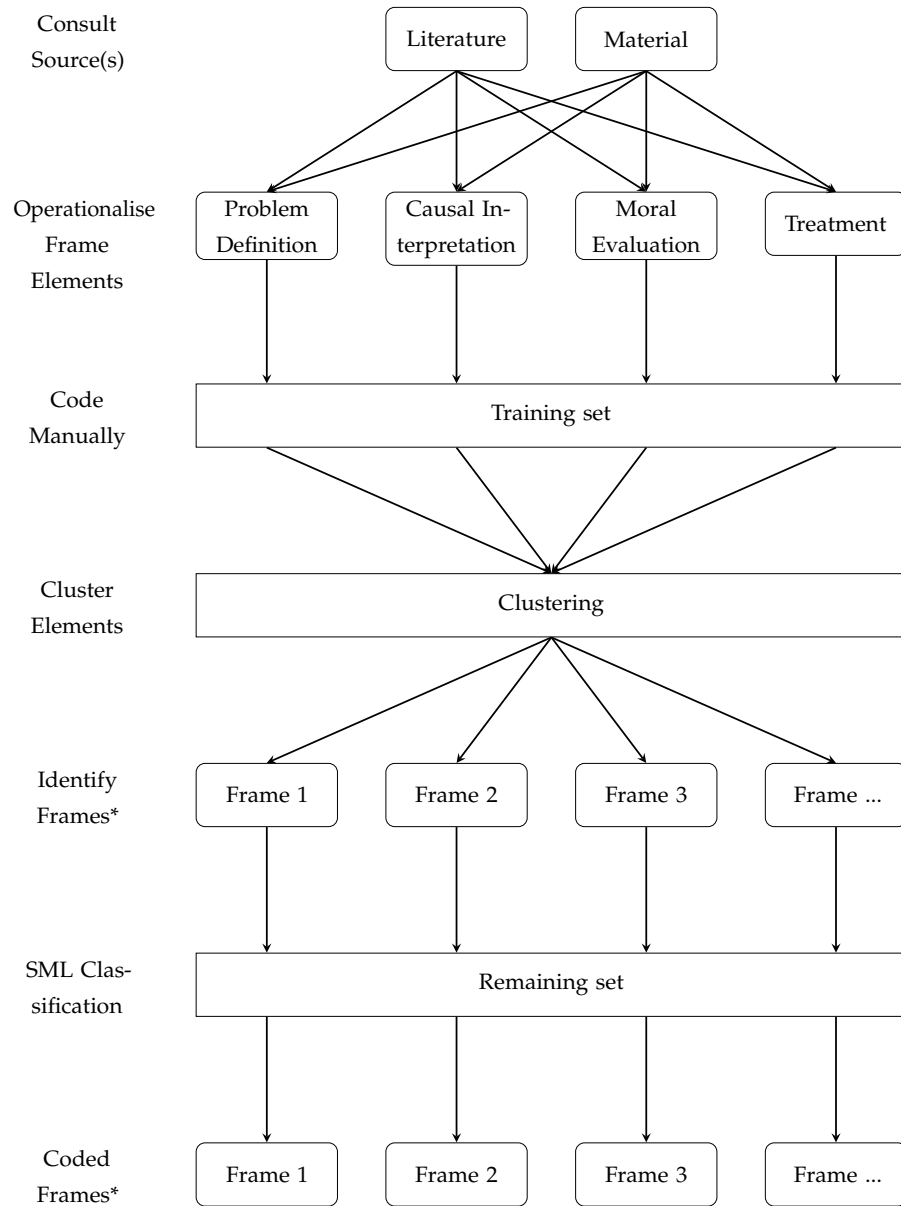 Consult
Source(s)
Literature
Material
Operationalise
Frame
Elements
Problem
Definition
Causal In-
terpretation
Moral
Evaluation
Treatment
Code
Manually
Training set
Cluster
Elements
Clustering
Identify
Frames*
Frame 1
Frame 2
Frame 3
Frame ...
SML Clas-
sification
Remaining set
Coded
Frames*
Frame 1
Frame 2
Frame 3
Frame ...